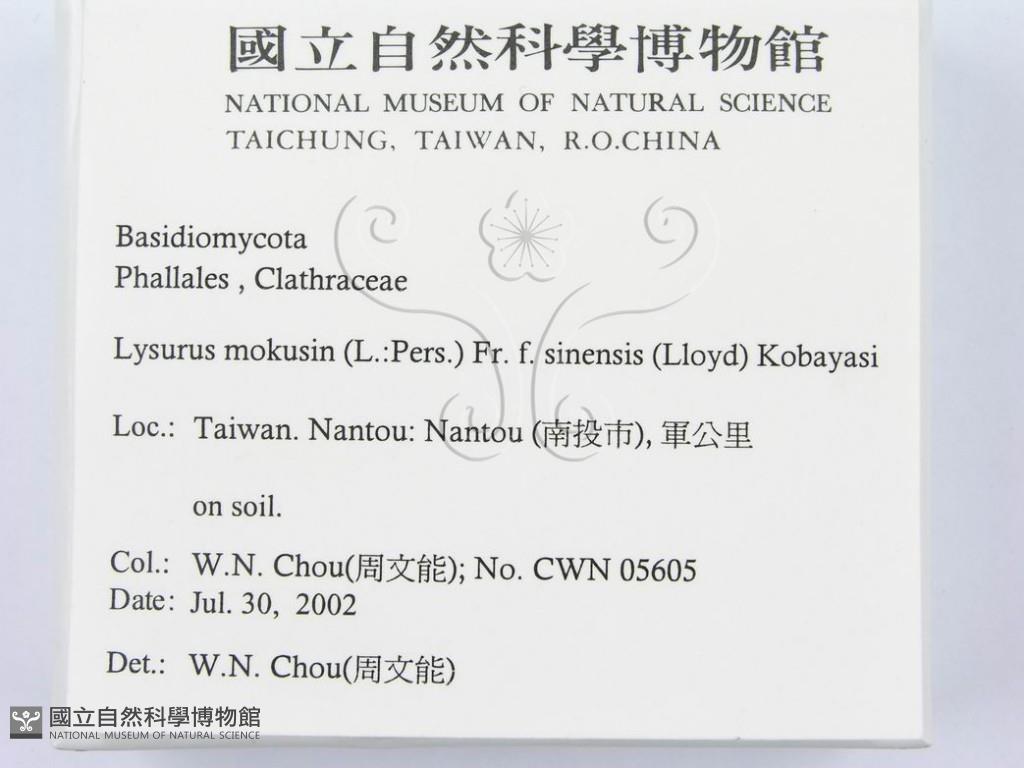 國立自然科學博物館
NATIONAL MUSEUM OF NATURAL SCIENCE
TAICHUNG, TAIWAN, R.O.CHINA
Basidiomycota
Phallales , Clathraceae
Lysurus mokusin (L.:Pers.) Fr. f. sinensis (Lloyd) Kobayasi
Loc.: Taiwan. Nantou: Nantou (南投市), 軍公里
on soil.
Col.: W.N. Chou(周文能); No. CWN 05605
Date: Jul. 30, 2002
Det.: W.N. Chou(周文能)
國立自然科學博物館
NATIONAL MUSEUM OF NATURAL SCIENCE